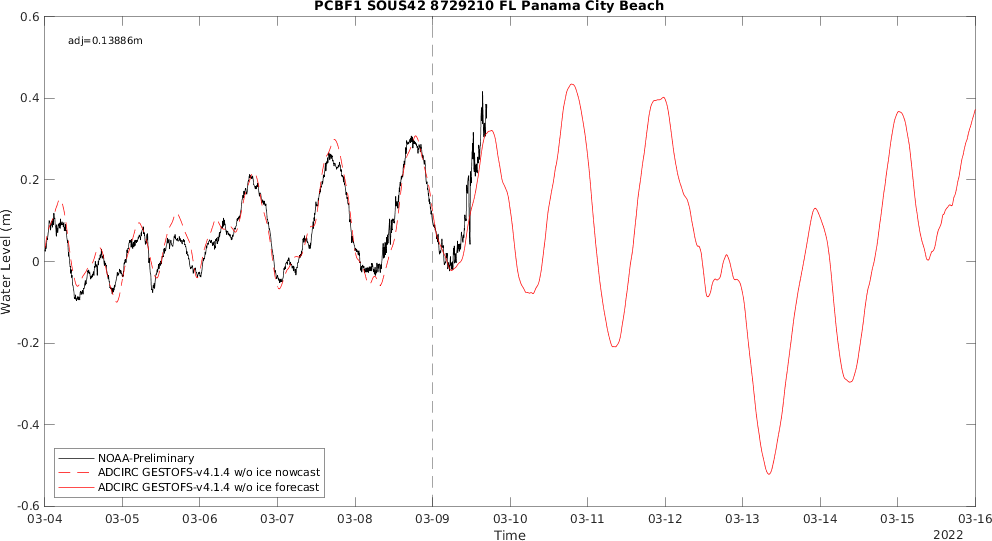 PCBF1 SOUS42 8729210 FL Panama City Beach
adj=0.13886m
0.6
0.4
0.2
0
-0.2
-0.4
-0.6
Water Level (m)
NOAA-Preliminary
ADCIRC GESTOFS-v4.1.4 w/o ice nowcast
ADCIRC GESTOFS-v4.1.4 w/o ice forecast
03-04 03-05 03-06 03-07 03-08 03-09 03-10 03-11 03-12 03-13 03-14 03-15 03-16
Time
2022